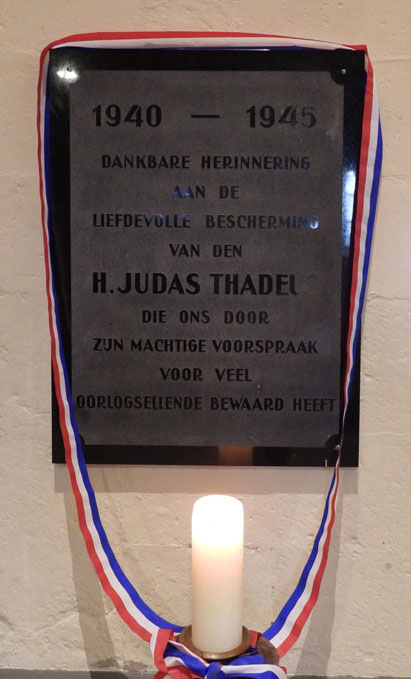 1940 — 1945
DANKBARE HERINNERING
AAN DE
LIEFDEVOLLE BESCHERMING
VAN DEN
H. JUDAS THADEUS
DIE ONS DOOR
ZIJN MACHTIGE VOORSPRAAK
VOOR VEEL
OORLOGSELLENDE BEWAARD HEEFT